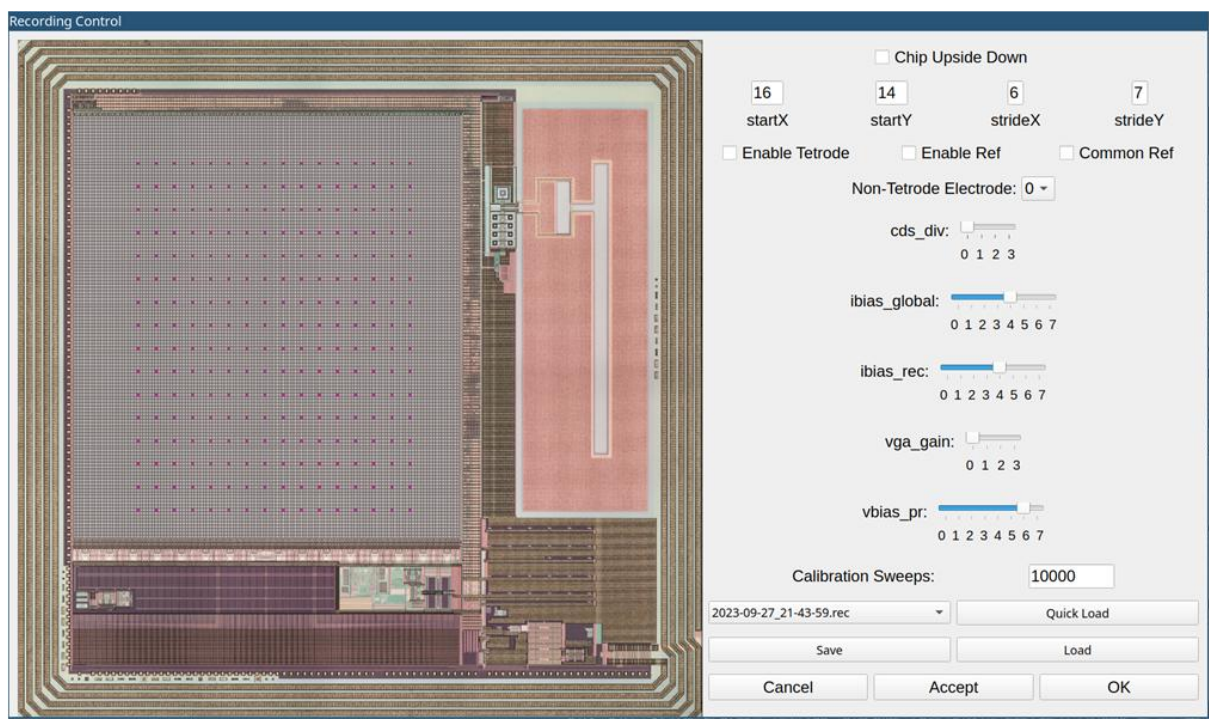 Recording Control
Chip Upside Down
16 14 6 7
startX startY strideX strideY
Enable Tetrode Enable Ref Common Ref
Non-Tetrode Electrode: 0
cds_div:
0 1 2 3
ibias_global:
0 1 2 3 4 5 6 7
ibias_rec:
0 1 2 3 4 5 6 7
vga_gain:
0 1 2 3
vbias_pr:
0 1 2 3 4 5 6 7
Calibration Sweeps: 10000
2023-09-27_21-43-59.rec Quick Load
Save Load
Cancel Accept OK